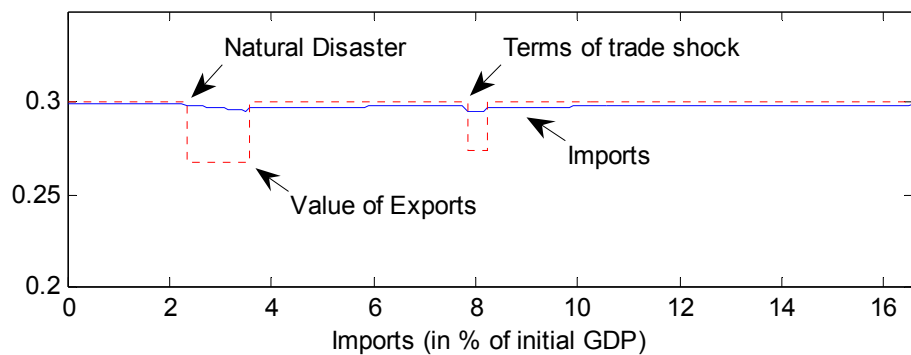 Natural Disaster
Terms of trade shock
0.3
Imports
0.25
Value of Exports
0.2
0 2 4 6 8 10 12 14 16
Imports (in % of initial GDP)